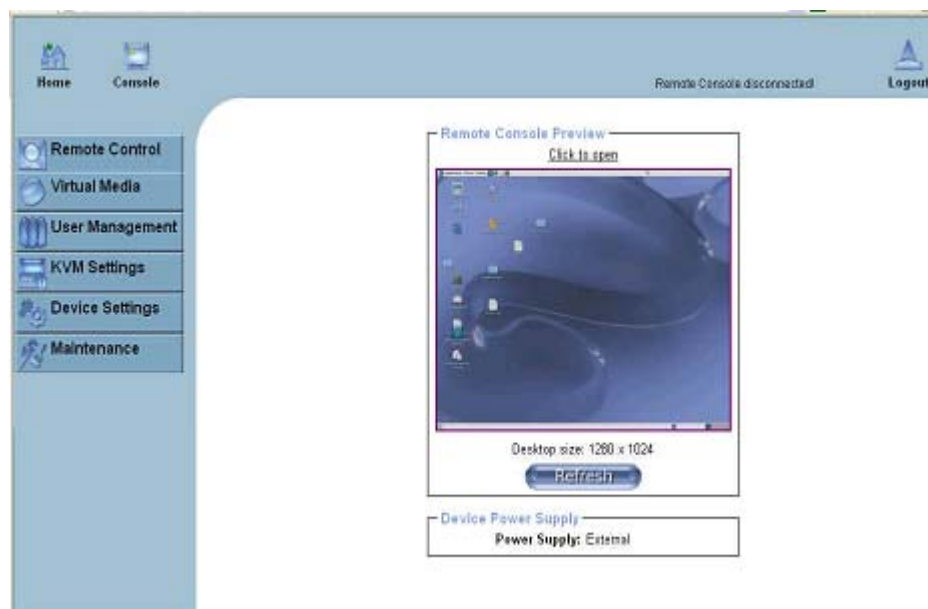 Home
Console
Remote Console disconnected!
Logout
Remote Control
Virtual Media
User Management
KVM Settings
Device Settings
Maintenance
Remote Console Preview
Click to open
Desktop size: 1280 x 1024
Refresh
Device Power Supply
Power Supply: External